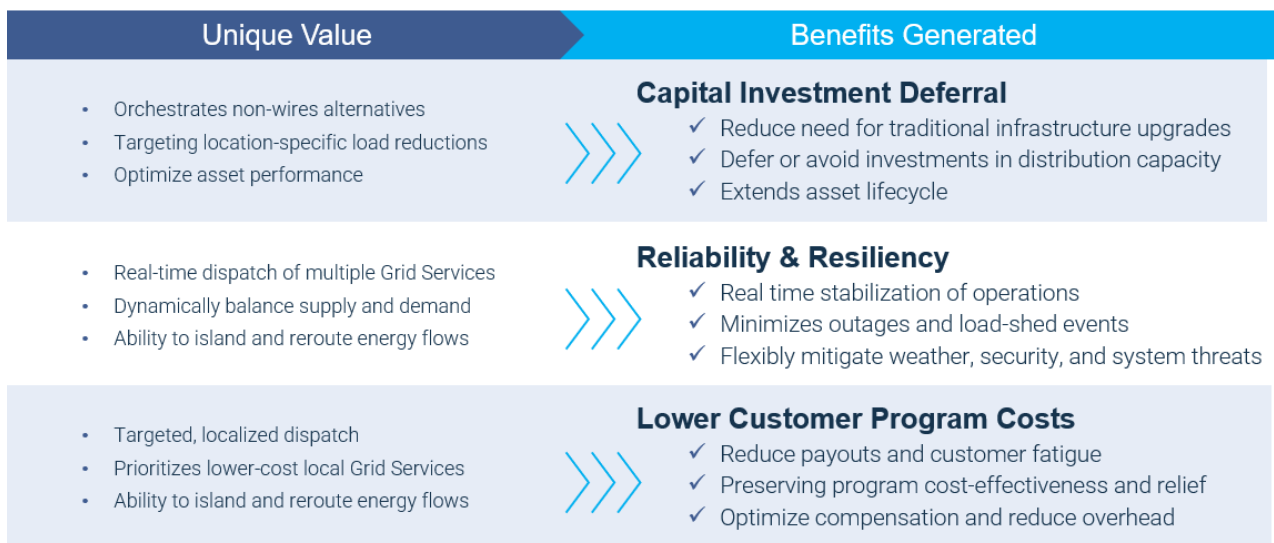 Unique Value
Benefits Generated
Orchestrates non-wires alternatives
Targeting location-specific load reductions
Optimize asset performance
Capital Investment Deferral
Reduce need for traditional infrastructure upgrades
Defer or avoid investments in distribution capacity
Extends asset lifecycle
Real-time dispatch of multiple Grid Services
Dynamically balance supply and demand
Ability to island and reroute energy flows
Reliability & Resiliency
Real time stabilization of operations
Minimizes outages and load-shed events
Flexibly mitigate weather, security, and system threats
Targeted, localized dispatch
Prioritizes lower-cost local Grid Services
Ability to island and reroute energy flows
Lower Customer Program Costs
Reduce payouts and customer fatigue
Preserving program cost-effectiveness and relief
Optimize compensation and reduce overhead